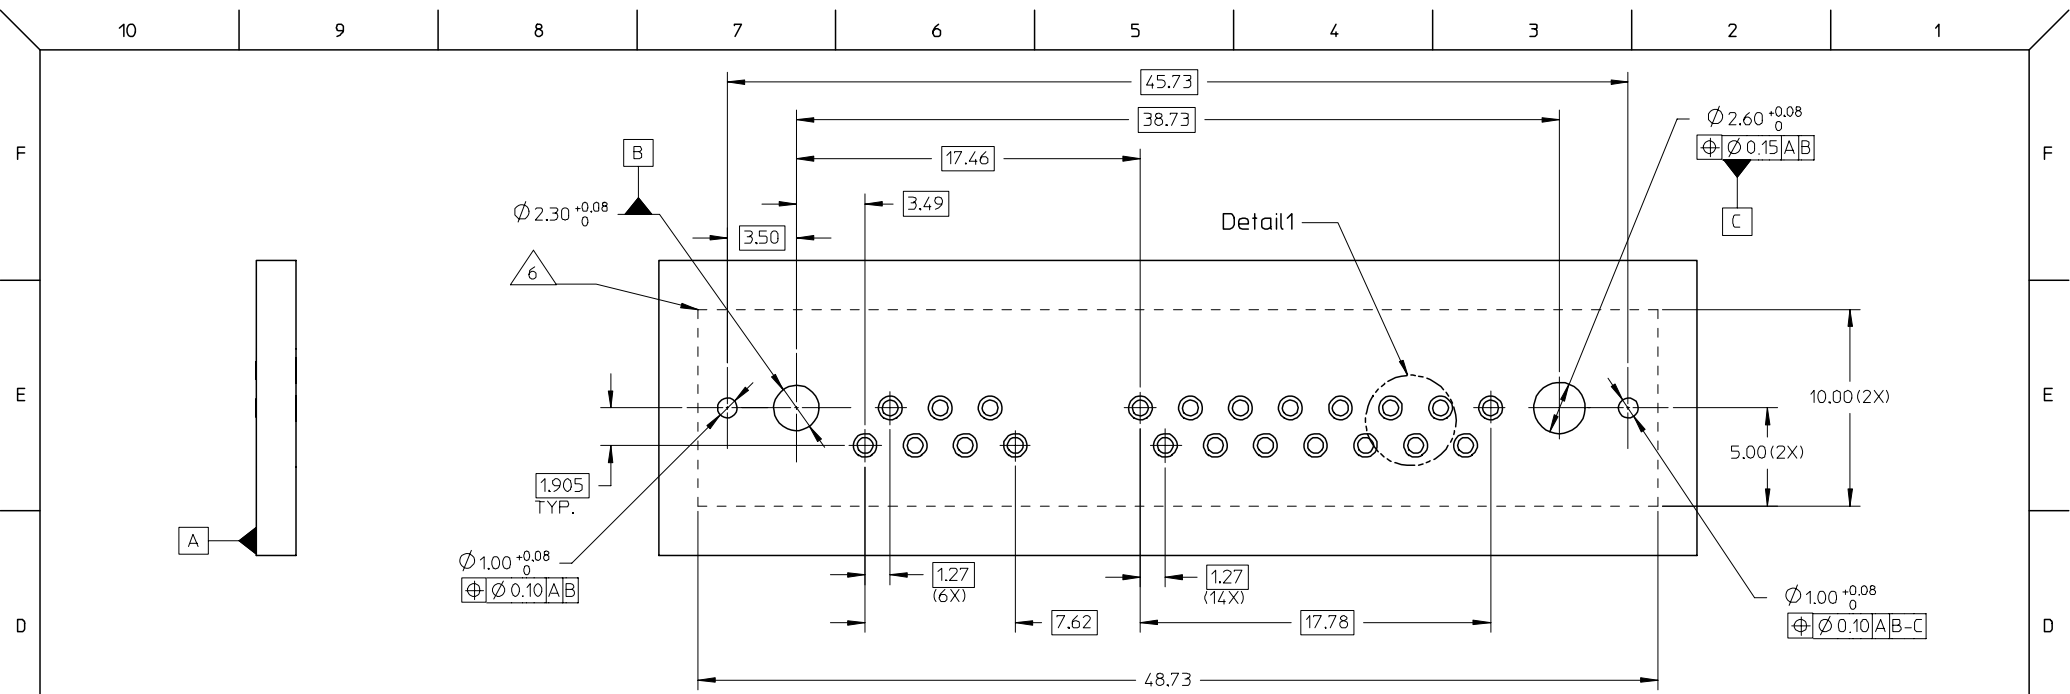 10 9 8 7 6 5 4 3 2 1
45.73
38.73
Ø2.60 +0.08 0
F B 17.46 ⌖ Ø 0.15 A B F
Ø2.30 +0.08 0
3.49
Detail1
C
3.50
6
E 10.00(2X) E
5.00(2X)
1.905
TYP.
A
Ø1.00 +0.08 0
⌖ Ø 0.10 A B
1.27
(6X)
1.27
(14X)
Ø1.00 +0.08 0
D 7.62 17.78 ⌖ Ø 0.10 A B-C D
48.73